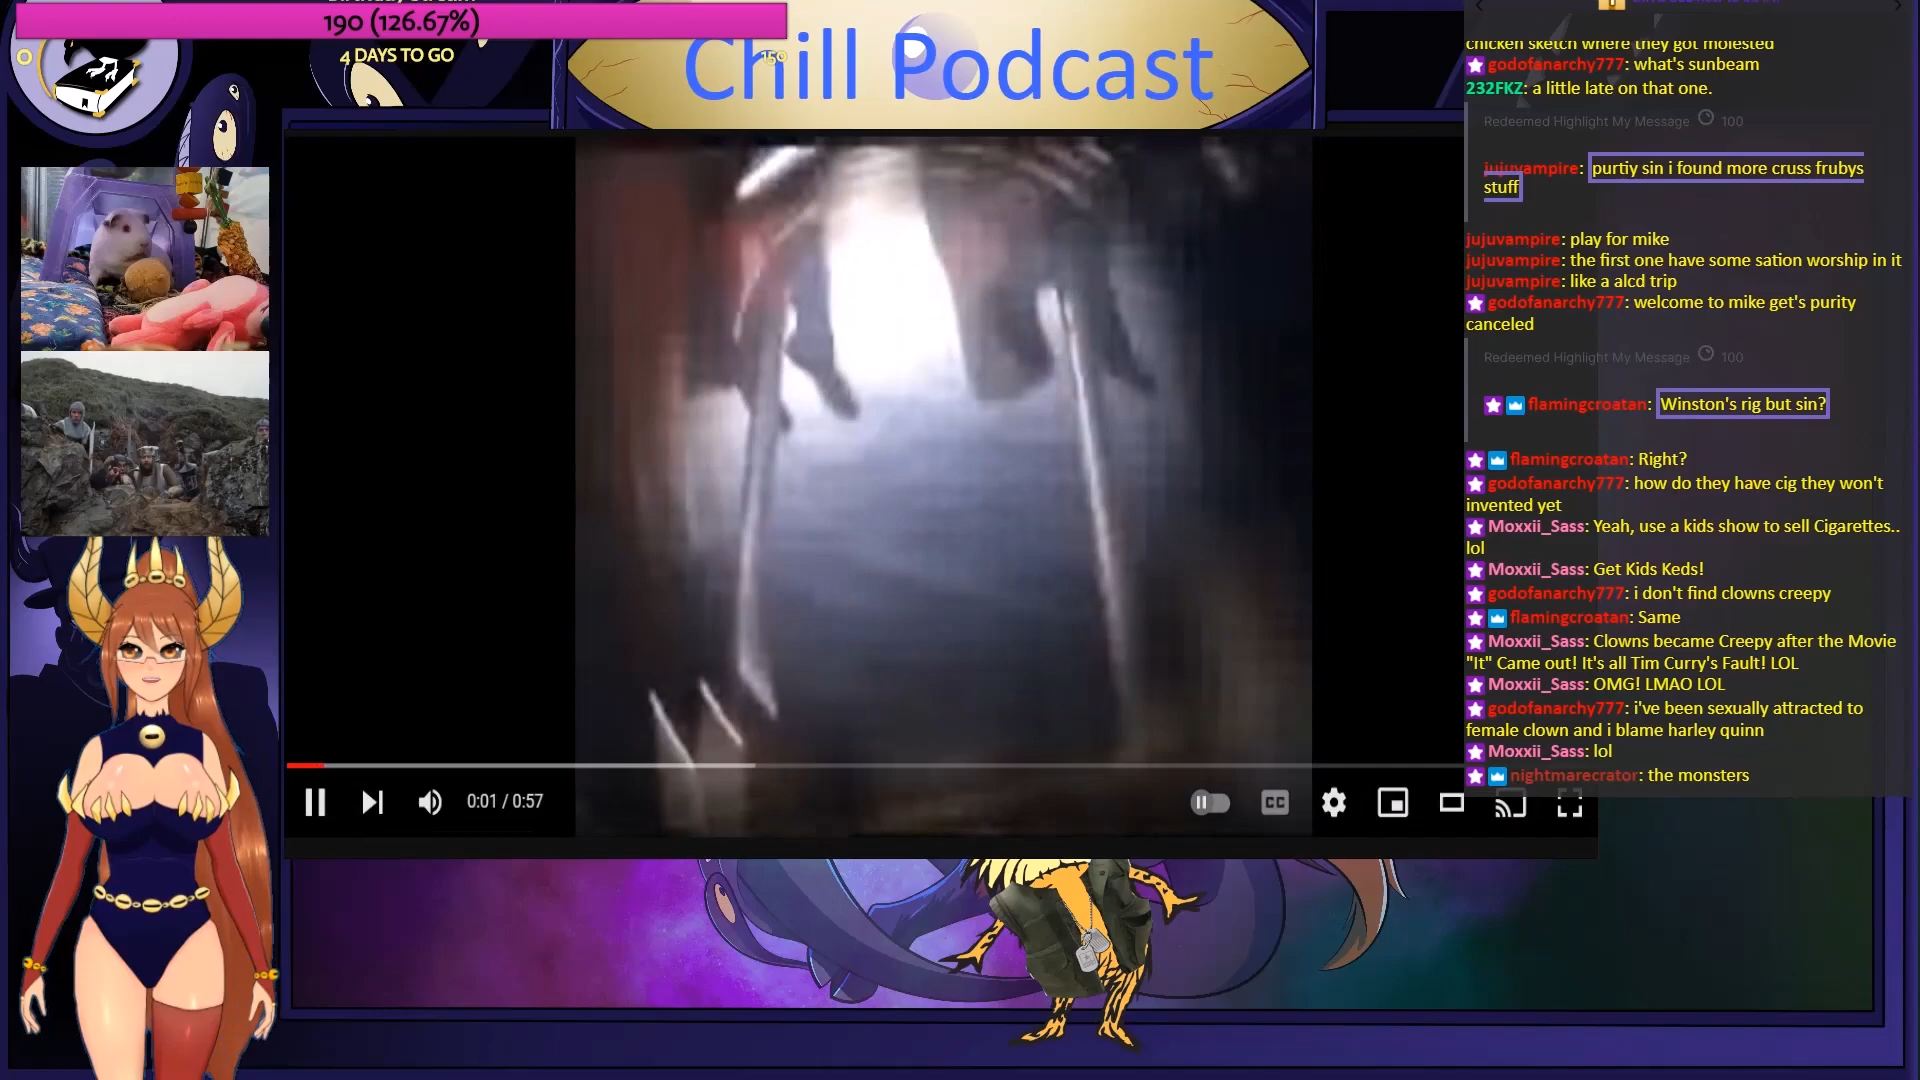 190 (126.67%)
4 DAYS TO GO
0
150
Chill Podcast
chicken sketch where they got molested
godofanarchy777: what's sunbeam
232FKZ: a little late on that one.
Redeemed Highlight My Message 100
jujuvampire: purtiy sin i found more cruss frubys
stuff
jujuvampire: play for mike
jujuvampire: the first one have some sation worship in it
jujuvampire: like a alcd trip
godofanarchy777: welcome to mike get's purity
canceled
Redeemed Highlight My Message 100
flamingcroatan: Winston's rig but sin?
flamingcroatan: Right?
godofanarchy777: how do they have cig they won't
invented yet
Moxxii_Sass: Yeah, use a kids show to sell Cigarettes..
lol
Moxxii_Sass: Get Kids Keds!
godofanarchy777: i don't find clowns creepy
flamingcroatan: Same
Moxxii_Sass: Clowns became Creepy after the Movie
"It" Came out! It's all Tim Curry's Fault! LOL
Moxxii_Sass: OMG! LMAO LOL
godofanarchy777: i've been sexually attracted to
female clown and i blame harley quinn
Moxxii_Sass: lol
nightmarecrator: the monsters
0:01 / 0:57
CC